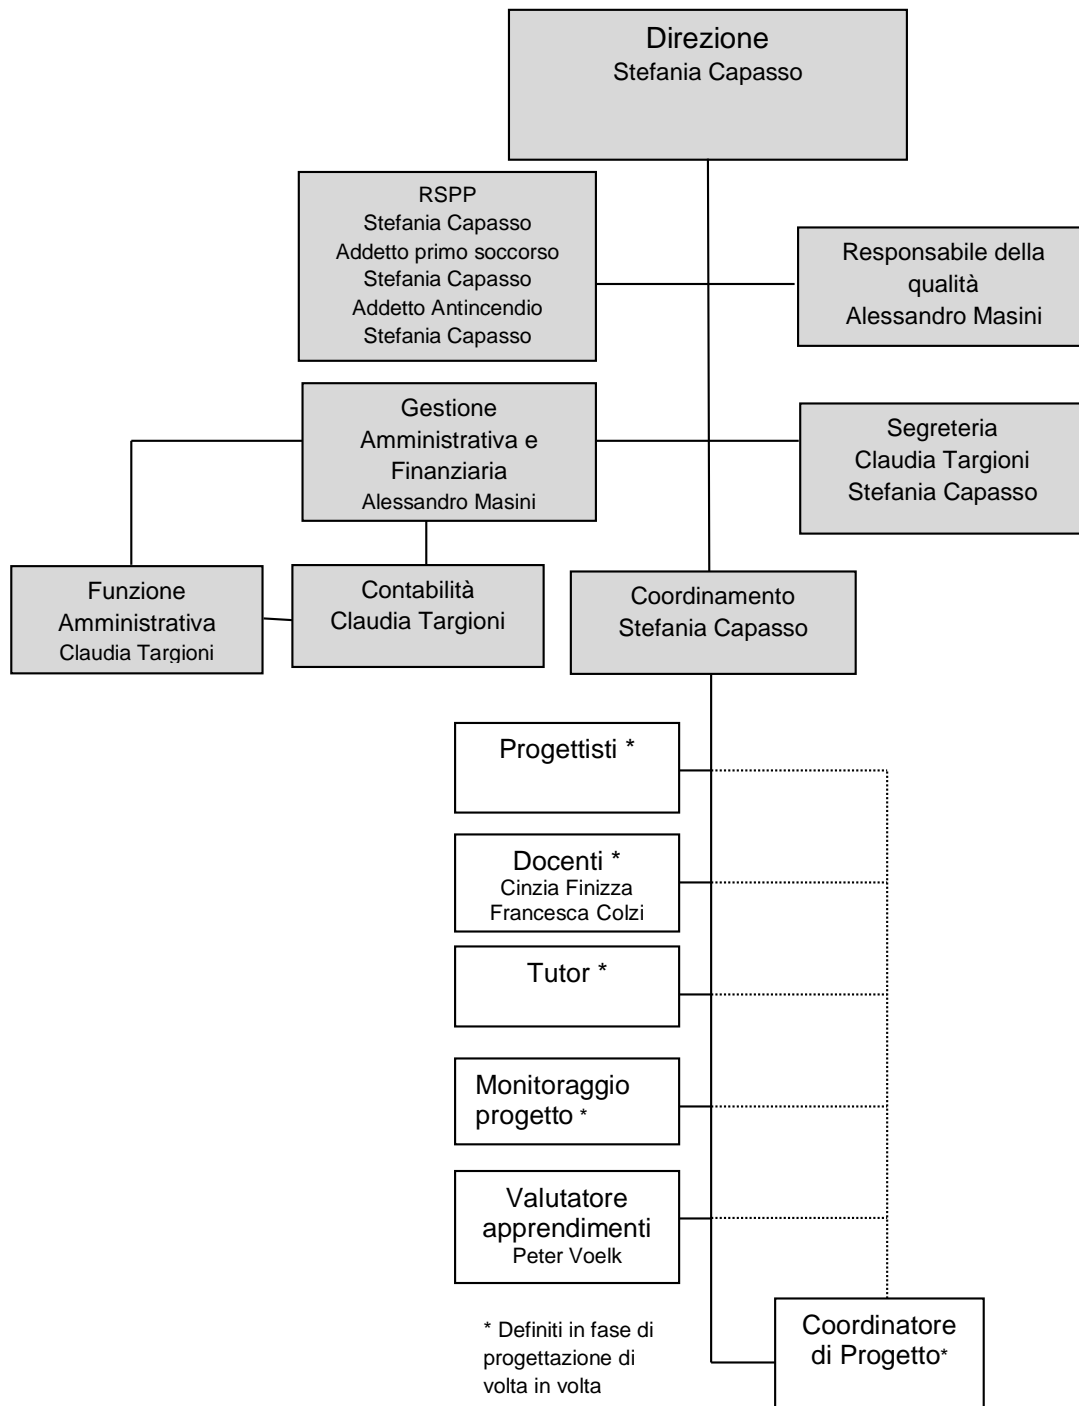 Direzione
Stefania Capasso
RSPP
Stefania Capasso
Addetto primo soccorso
Stefania Capasso
Addetto Antincendio
Stefania Capasso
Responsabile della
qualità
Alessandro Masini
Gestione
Amministrativa e
Finanziaria
Alessandro Masini
Segreteria
Claudia Targioni
Stefania Capasso
Funzione
Amministrativa
Claudia Targioni
Contabilità
Claudia Targioni
Coordinamento
Stefania Capasso
Progettisti *
Docenti *
Cinzia Finizza
Francesca Colzi
Tutor *
Monitoraggio
progetto *
Valutatore
apprendimenti
Peter Voelk
* Definiti in fase di
progettazione di
volta in volta
Coordinatore
di Progetto*